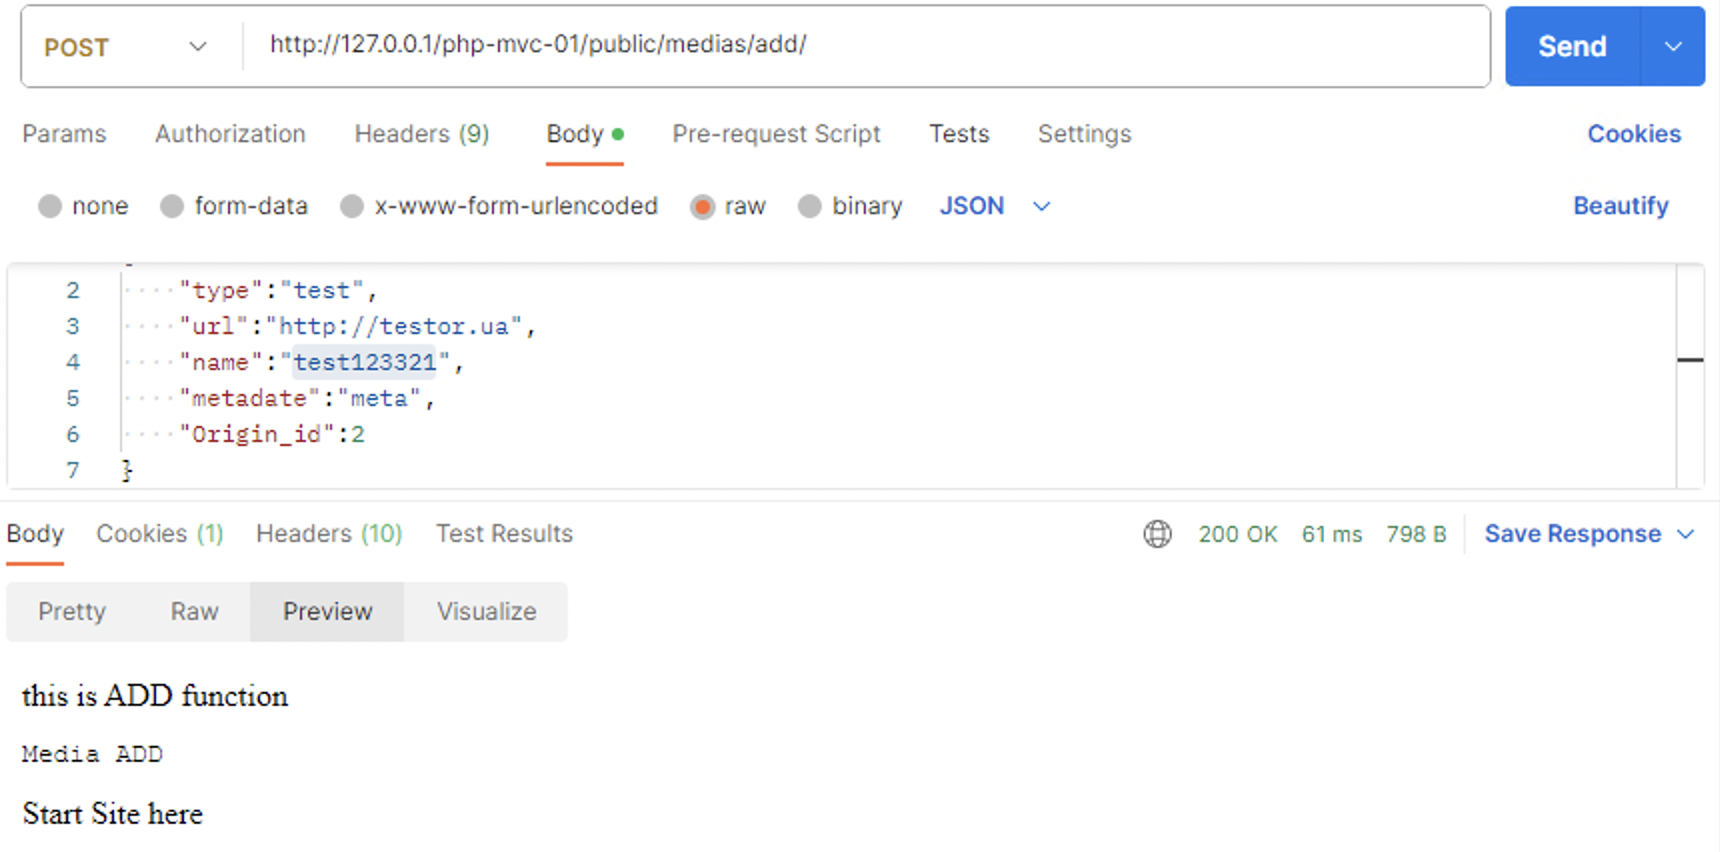 POST http://127.0.0.1/php-mvc-01/public/medias/add/ Send
Params Authorization Headers (9) Body Pre-request Script Tests Settings Cookies
none form-data x-www-form-urlencoded raw binary JSON Beautify
2 "type":"test",
3 "url":"http://testor.ua",
4 "name":"test123321",
5 "metadate":"meta",
6 "Origin_id":2
7 }
Body Cookies (1) Headers (10) Test Results 200 OK 61 ms 798 B Save Response
Pretty Raw Preview Visualize
this is ADD function
Media ADD
Start Site here